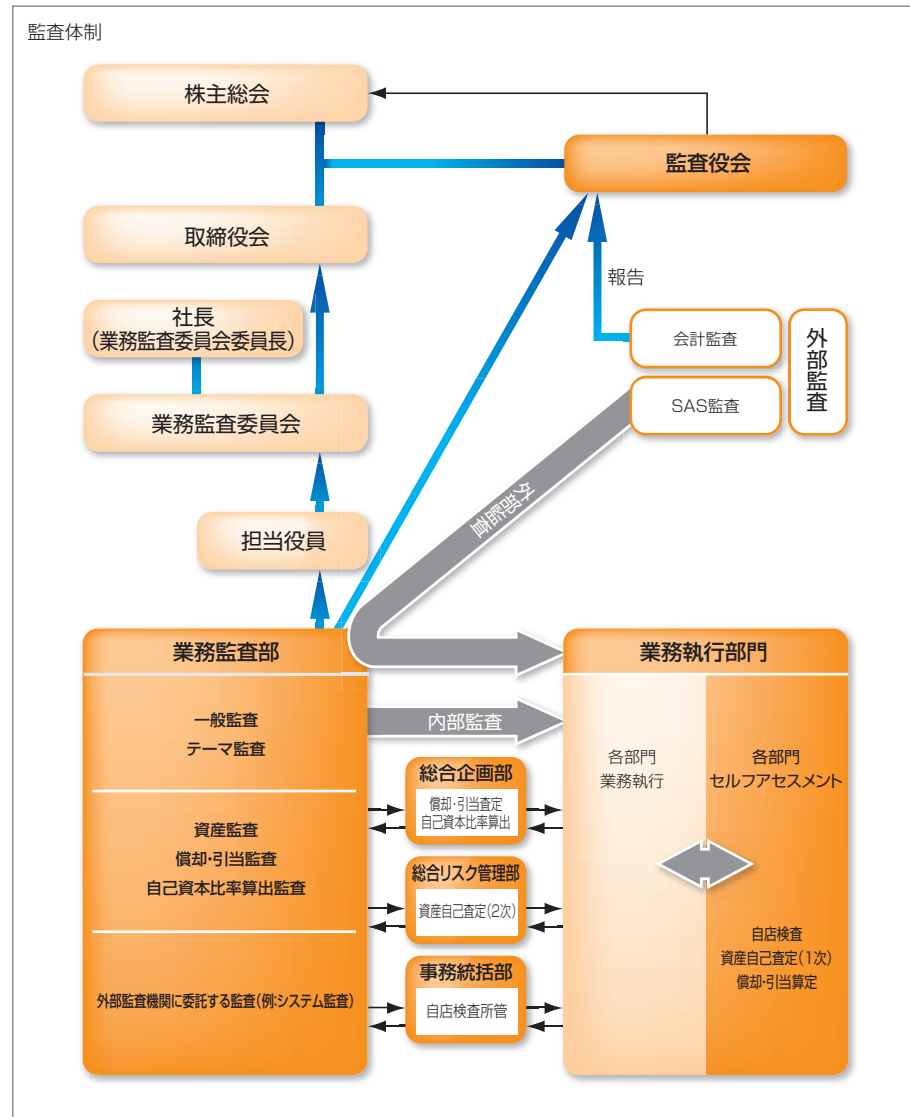 監査体制
株主総会
監査役会
取締役会
報告
社長
(業務監査委員会委員長)
会計監査
外部監査
SAS監査
業務監査委員会
外部監査
担当役員
業務監査部
業務執行部門
一般監査
テーマ監査
内部監査
各部門
業務執行
各部門
セルフアセスメント
総合企画部
償却・引当査定
自己資本比率算出
資産監査
償却・引当監査
自己資本比率算出監査
総合リスク管理部
資産自己査定(2次)
自店検査
資産自己査定(1次)
償却・引当算定
事務統括部
自店検査所管
外部監査機関に委託する監査(例:システム監査)